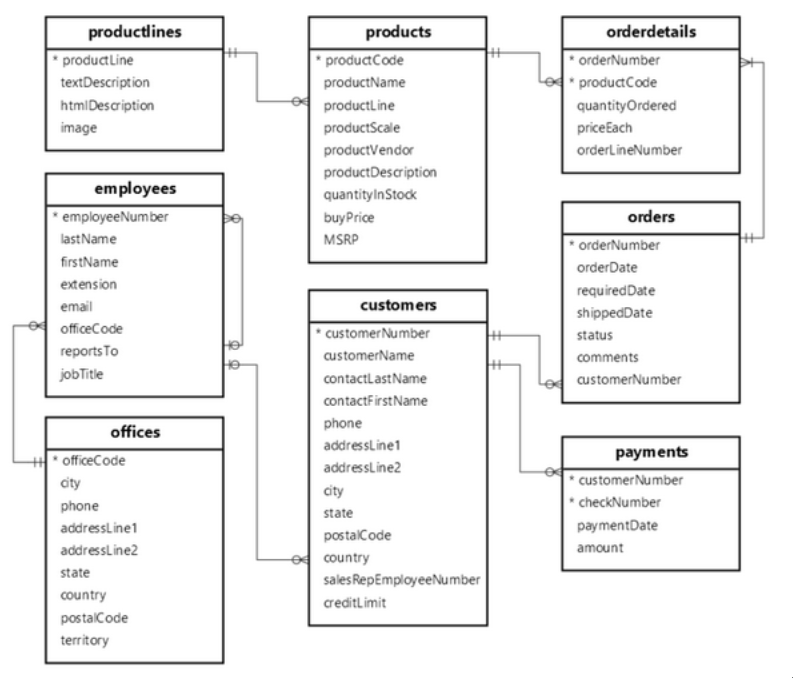 productlines
* productLine
textDescription
htmlDescription
image
products
* productCode
productName
productLine
productScale
productVendor
productDescription
quantityInStock
buyPrice
MSRP
orderdetails
* orderNumber
* productCode
quantityOrdered
priceEach
orderLineNumber
employees
* employeeNumber
lastName
firstName
extension
email
officeCode
reportsTo
jobTitle
customers
* customerNumber
customerName
contactLastName
contactFirstName
phone
addressLine1
addressLine2
city
state
postalCode
country
salesRepEmployeeNumber
creditLimit
orders
* orderNumber
orderDate
requiredDate
shippedDate
status
comments
customerNumber
offices
* officeCode
city
phone
addressLine1
addressLine2
state
country
postalCode
territory
payments
* customerNumber
* checkNumber
paymentDate
amount